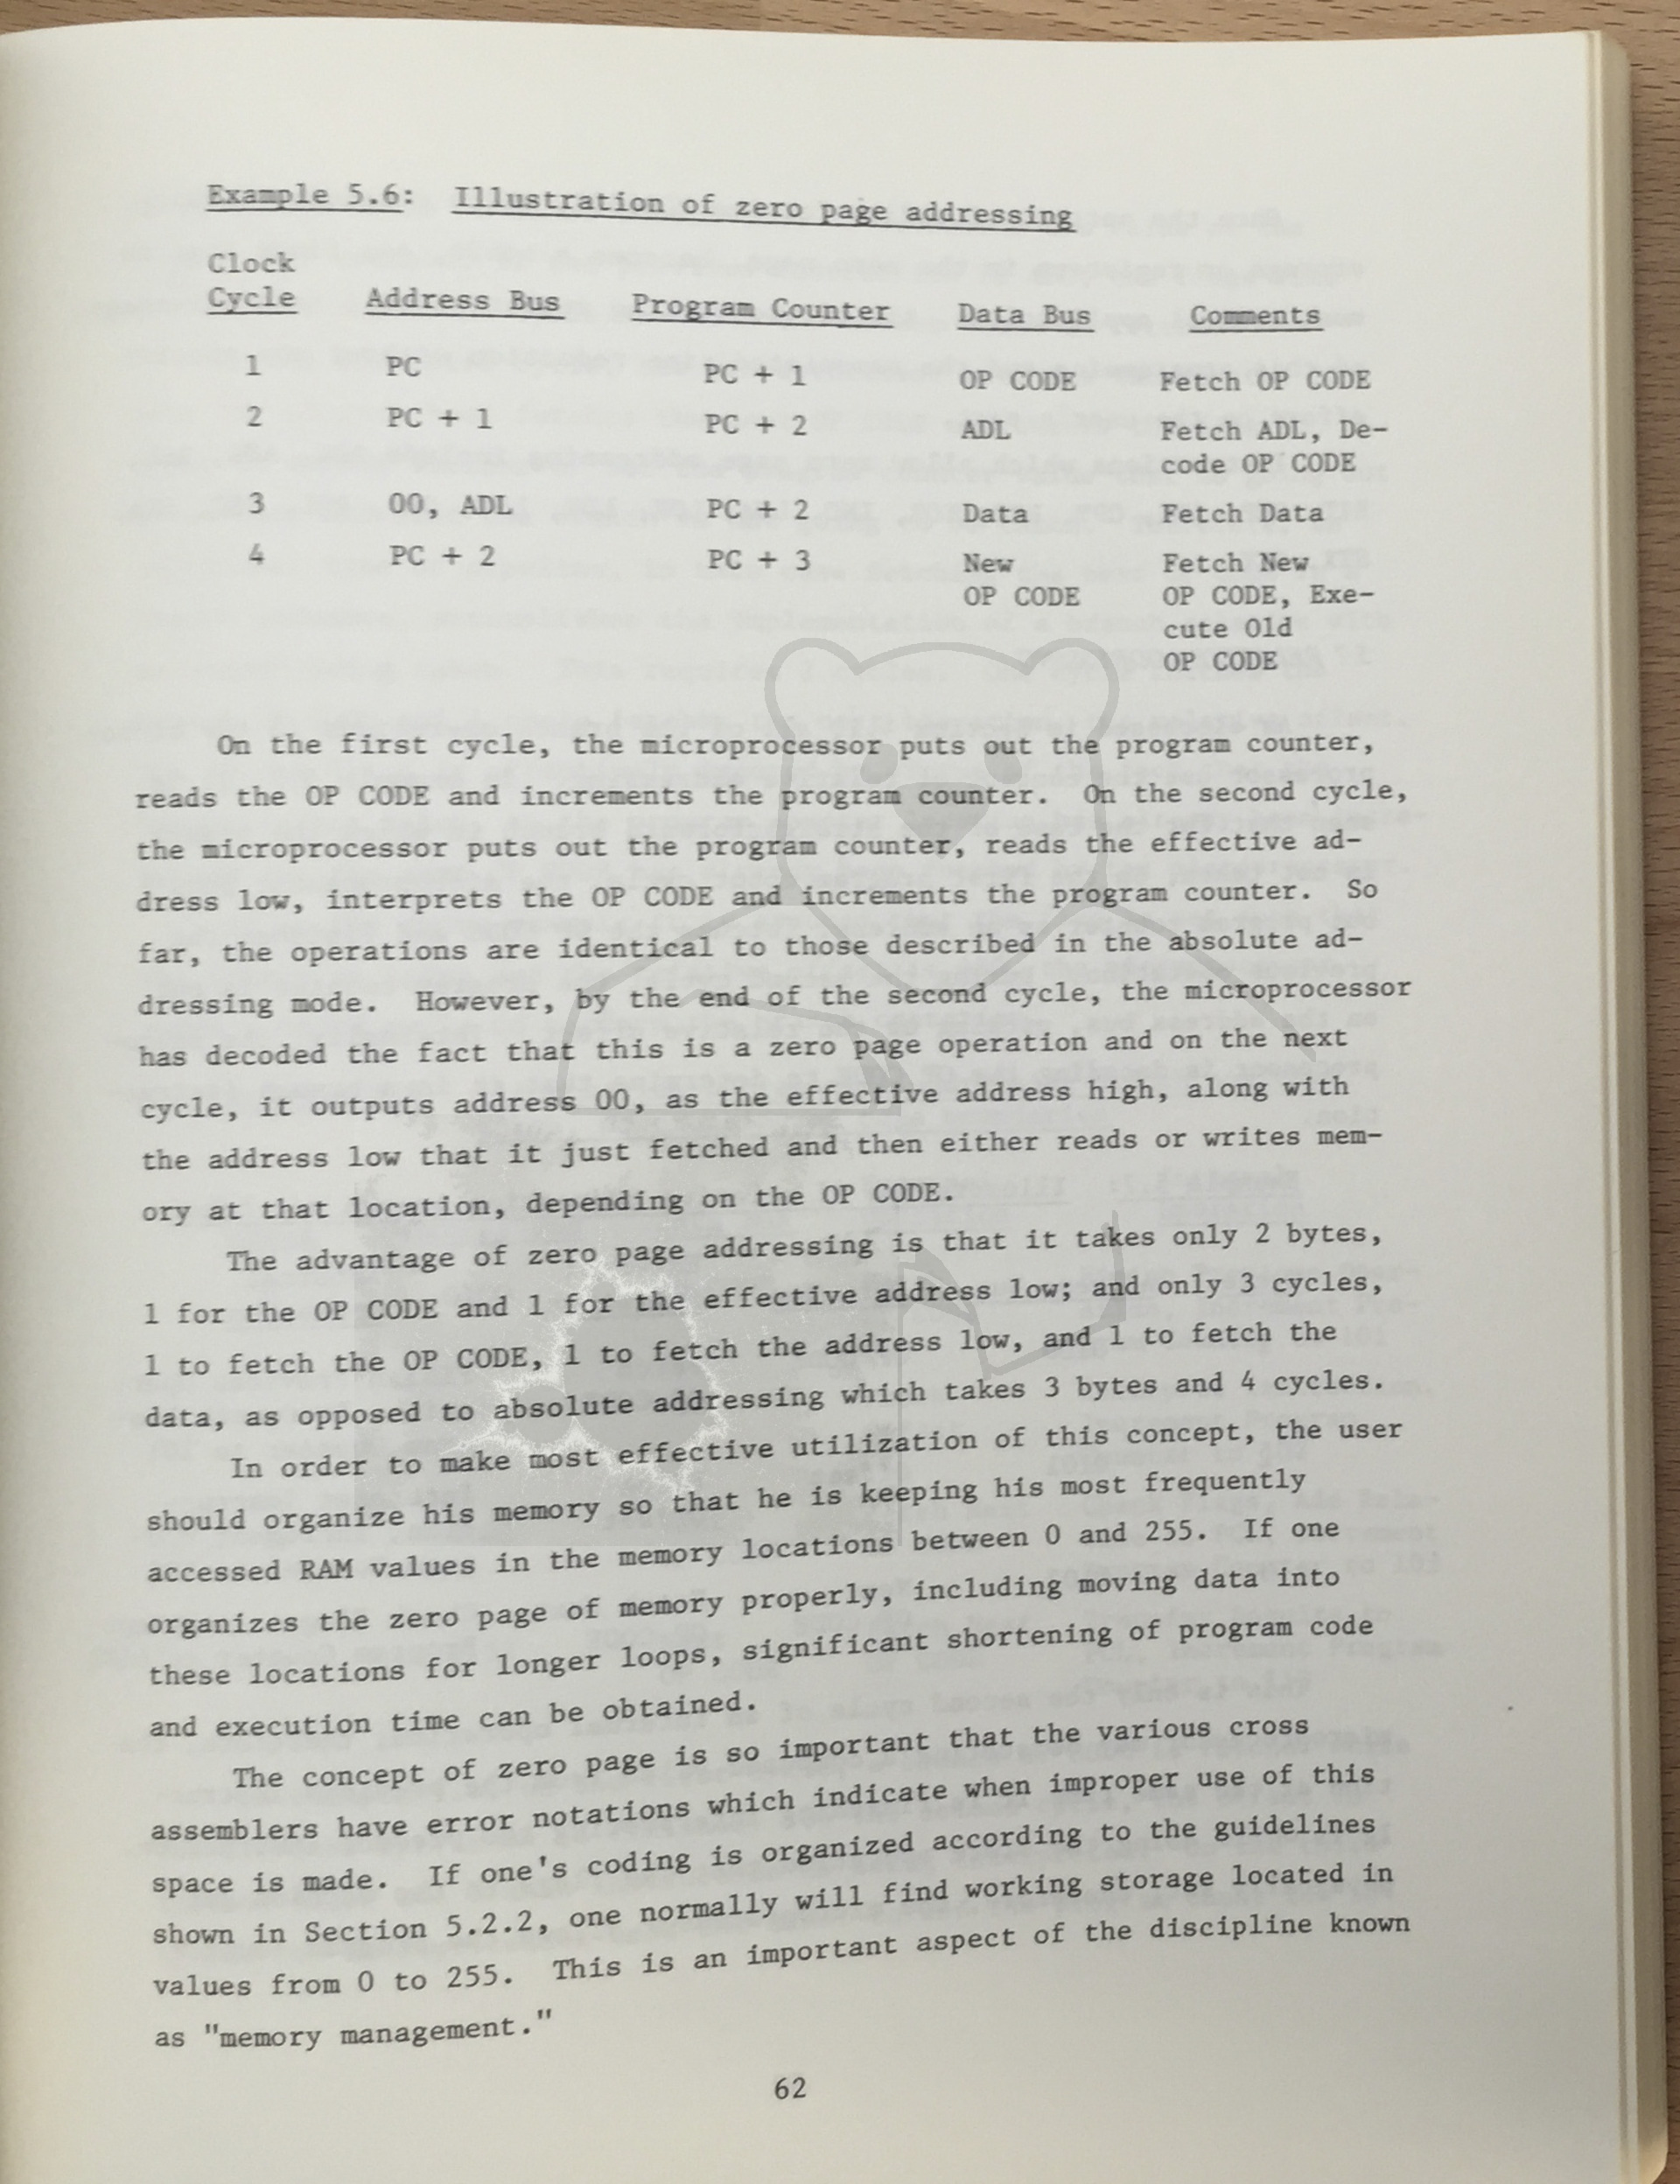 Example 5.6:  Illustration of zero page addressing
Clock
Cycle  Address Bus  Program Counter  Data Bus  Comments
1  PC  PC + 1  OP CODE  Fetch OP CODE
2  PC + 1  PC + 2  ADL  Fetch ADL, De-
code OP CODE
3  00, ADL  PC + 2  Data  Fetch Data
4  PC + 2  PC + 3  New  Fetch New
OP CODE  OP CODE, Exe-
cute Old
OP CODE
On the first cycle, the microprocessor puts out the program counter,
reads the OP CODE and increments the program counter.  On the second cycle,
the microprocessor puts out the program counter, reads the effective ad-
dress low, interprets the OP CODE and increments the program counter.  So
far, the operations are identical to those described in the absolute ad-
dressing mode.  However, by the end of the second cycle, the microprocessor
has decoded the fact that this is a zero page operation and on the next
cycle, it outputs address 00, as the effective address high, along with
the address low that it just fetched and then either reads or writes mem-
ory at that location, depending on the OP CODE.
The advantage of zero page addressing is that it takes only 2 bytes,
1 for the OP CODE and 1 for the effective address low; and only 3 cycles,
1 to fetch the OP CODE, 1 to fetch the address low, and 1 to fetch the
data, as opposed to absolute addressing which takes 3 bytes and 4 cycles.
In order to make most effective utilization of this concept, the user
should organize his memory so that he is keeping his most frequently
accessed RAM values in the memory locations between 0 and 255.  If one
organizes the zero page of memory properly, including moving data into
these locations for longer loops, significant shortening of program code
and execution time can be obtained.
The concept of zero page is so important that the various cross
assemblers have error notations which indicate when improper use of this
space is made.  If one's coding is organized according to the guidelines
shown in Section 5.2.2, one normally will find working storage located in
values from 0 to 255.  This is an important aspect of the discipline known
as "memory management."
62